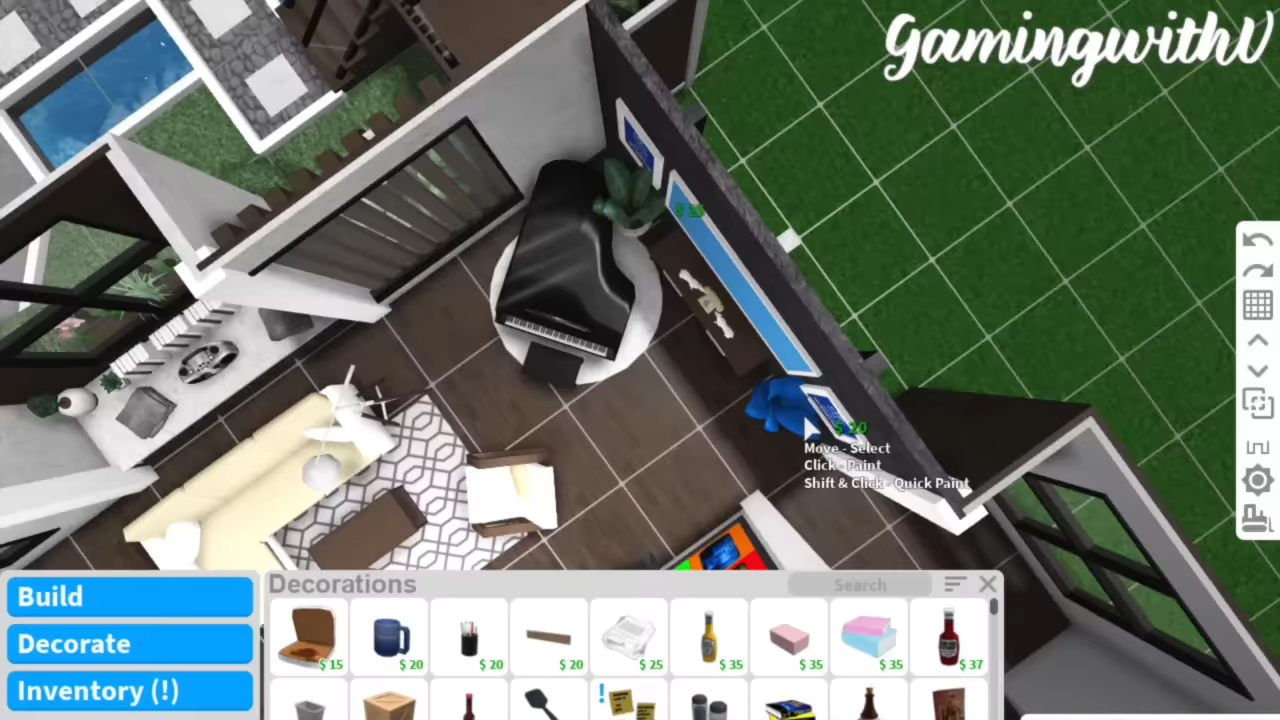 GamingwithV
$ 25
$ 20
Move - Select
Click - Paint
Shift & Click - Quick Paint
Build
Decorate
Inventory (!)
Decorations
Search
$ 15
$ 20
$ 20
$ 20
$ 25
$ 35
$ 35
$ 35
$ 37
!